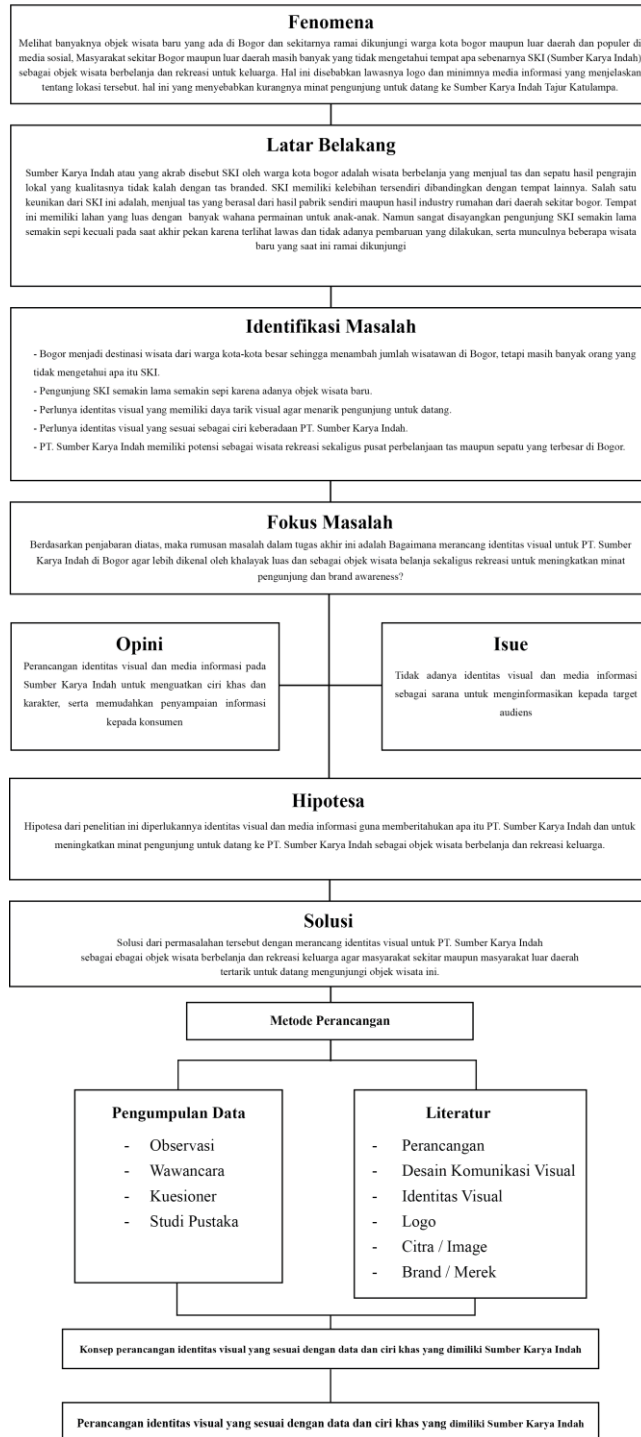 Fenomena
Melihat banyaknya objek wisata baru yang ada di Bogor dan sekitarnya ramai dikunjungi warga kota bogor maupun luar daerah dan populer di
media sosial, Masyarakat sekitar Bogor maupun luar daerah masih banyak yang tidak mengetahui tempat apa sebenarnya SKI (Sumber Karya Indah)
sebagai objek wisata berbelanja dan rekreasi untuk keluarga. Hal ini disebabkan lawasnya logo dan minimnya media informasi yang menjelaskan
tentang lokasi tersebut. hal ini yang menyebabkan kurangnya minat pengunjung untuk datang ke Sumber Karya Indah Tajur Katulampa.
Latar Belakang
Sumber Karya Indah atau yang akrab disebut SKI oleh warga kota bogor adalah wisata berbelanja yang menjual tas dan sepatu hasil pengrajin
lokal yang kualitasnya tidak kalah dengan tas branded. SKI memiliki kelebihan tersendiri dibandingkan dengan tempat lainnya. Salah satu
keunikan dari SKI ini adalah, menjual tas yang berasal dari hasil pabrik sendiri maupun hasil industry rumahan dari daerah sekitar bogor. Tempat
ini memiliki lahan yang luas dengan banyak wahana permainan untuk anak-anak. Namun sangat disayangkan pengunjung SKI semakin lama
semakin sepi kecuali pada saat akhir pekan karena terlihat lawas dan tidak adanya pembaruan yang dilakukan, serta munculnya beberapa wisata
baru yang saat ini ramai dikunjungi
Identifikasi Masalah
- Bogor menjadi destinasi wisata dari warga kota-kota besar sehingga menambah jumlah wisatawan di Bogor, tetapi masih banyak orang yang
tidak mengetahui apa itu SKI.
- Pengunjung SKI semakin lama semakin sepi karena adanya objek wisata baru.
- Perlunya identitas visual yang memiliki daya tarik visual agar menarik pengunjung untuk datang.
- Perlunya identitas visual yang sesuai sebagai ciri keberadaan PT. Sumber Karya Indah.
- PT. Sumber Karya Indah memiliki potensi sebagai wisata rekreasi sekaligus pusat perbelanjaan tas maupun sepatu yang terbesar di Bogor.
Fokus Masalah
Berdasarkan penjabaran diatas, maka rumusan masalah dalam tugas akhir ini adalah Bagaimana merancang identitas visual untuk PT. Sumber
Karya Indah di Bogor agar lebih dikenal oleh khalayak luas dan sebagai objek wisata belanja sekaligus rekreasi untuk meningkatkan minat
pengunjung dan brand awareness?
Opini
Perancangan identitas visual dan media informasi pada
Sumber Karya Indah untuk menguatkan ciri khas dan
karakter, serta memudahkan penyampaian informasi
kepada konsumen
Isue
Tidak adanya identitas visual dan media informasi
sebagai sarana untuk menginformasikan kepada target
audiens
Hipotesa
Hipotesa dari penelitian ini diperlukannya identitas visual dan media informasi guna memberitahukan apa itu PT. Sumber Karya Indah dan untuk
meningkatkan minat pengunjung untuk datang ke PT. Sumber Karya Indah sebagai objek wisata berbelanja dan rekreasi keluarga.
Solusi
Solusi dari permasalahan tersebut dengan merancang identitas visual untuk PT. Sumber Karya Indah
sebagai ebagai objek wisata berbelanja dan rekreasi keluarga agar masyarakat sekitar maupun masyarakat luar daerah
tertarik untuk datang mengunjungi objek wisata ini.
Metode Perancangan
Pengumpulan Data
- Observasi
- Wawancara
- Kuesioner
- Studi Pustaka
Literatur
- Perancangan
- Desain Komunikasi Visual
- Identitas Visual
- Logo
- Citra / Image
- Brand / Merek
Konsep perancangan identitas visual yang sesuai dengan data dan ciri khas yang dimiliki Sumber Karya Indah
Perancangan identitas visual yang sesuai dengan data dan ciri khas yang dimiliki Sumber Karya Indah